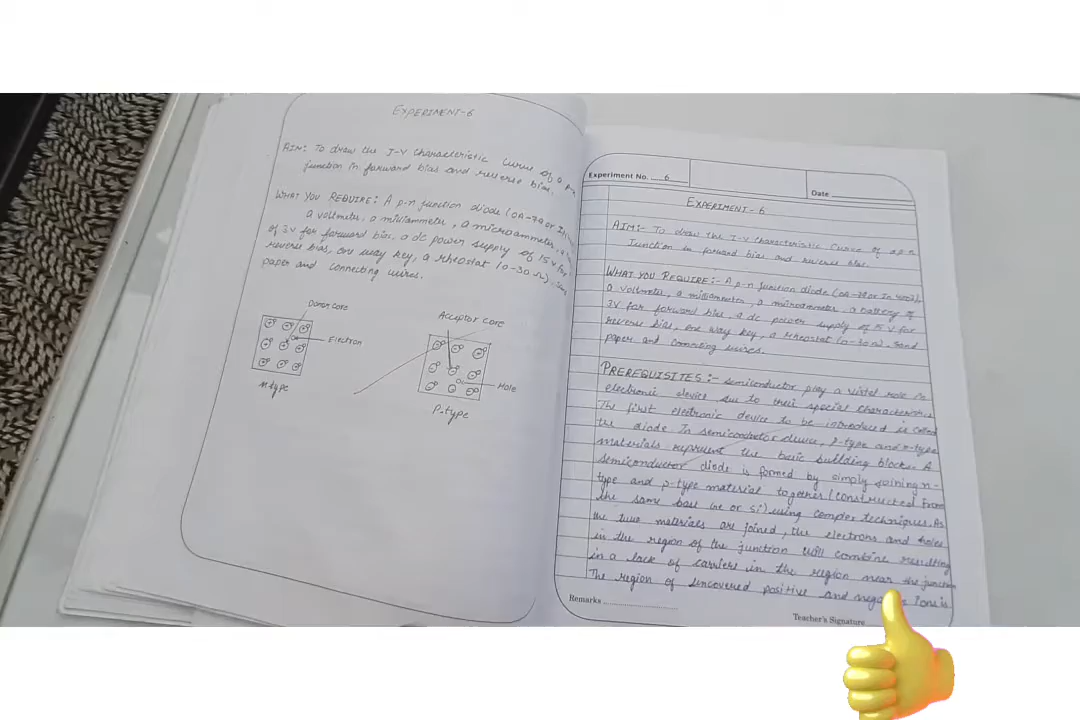 EXPERIMENT-6
AIM: To draw the I-V characteristic curve of a p-n
junction in forward bias and reverse bias.
WHAT YOU REQUIRE: A p-n junction diode (OA-79 or In
a voltmeter, a milliammeter, a microammeter, a
of 3V for forward bias, a dc power supply of 15V for
reverse bias, one way key, a rheostat (0-30 Ω), Sand
paper and connecting wires.
Donor core
Electron
n type
Acceptor core
Hole
P-type
Experiment No. 6
Date
EXPERIMENT-6
AIM:- To draw the I-V characteristic curve of a p-n
Junction in forward bias and reverse bias.
WHAT YOU REQUIRE:- A p-n junction diode (OA-79 or In 4007),
a voltmeter, a milliammeter, a microammeter, a battery of
3V for forward bias, a dc power supply of 15 V for
reverse bias, one way key, a rheostat (0-30 Ω), Sand
paper and connecting wires.
PREREQUISITES:- semiconductor play a role in
electronic device due to their special characteristics
The first electronic device to be introduced is called
the diode. In semiconductor device, P-type and n-type
materials represent the basic building blocks. A
semiconductor diode is formed by simply joining n-
type and p-type material together (constructed from
the same base Ge or Si) using techniques. As
the two materials are joined, the electrons and holes
in the region of the junction will combine resulting
in a lack of carriers in the region near the junction
The region of uncovered positive and Ions is
Remarks
Teacher's Signature